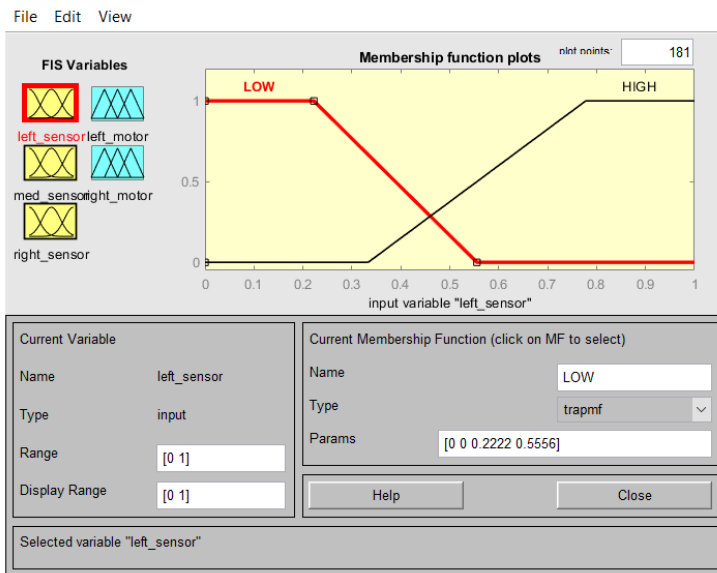 File Edit View
FIS Variables
Membership function plots
plot points:
181
left_sensor
left_motor
med_sensor
right_motor
right_sensor
LOW
HIGH
1
0.5
0
0 0.1 0.2 0.3 0.4 0.5 0.6 0.7 0.8 0.9 1
input variable "left_sensor"
Current Variable
Name left_sensor
Type input
Range [0 1]
Display Range [0 1]
Current Membership Function (click on MF to select)
Name LOW
Type trapmf
Params [0 0 0.2222 0.5556]
Help Close
Selected variable "left_sensor"